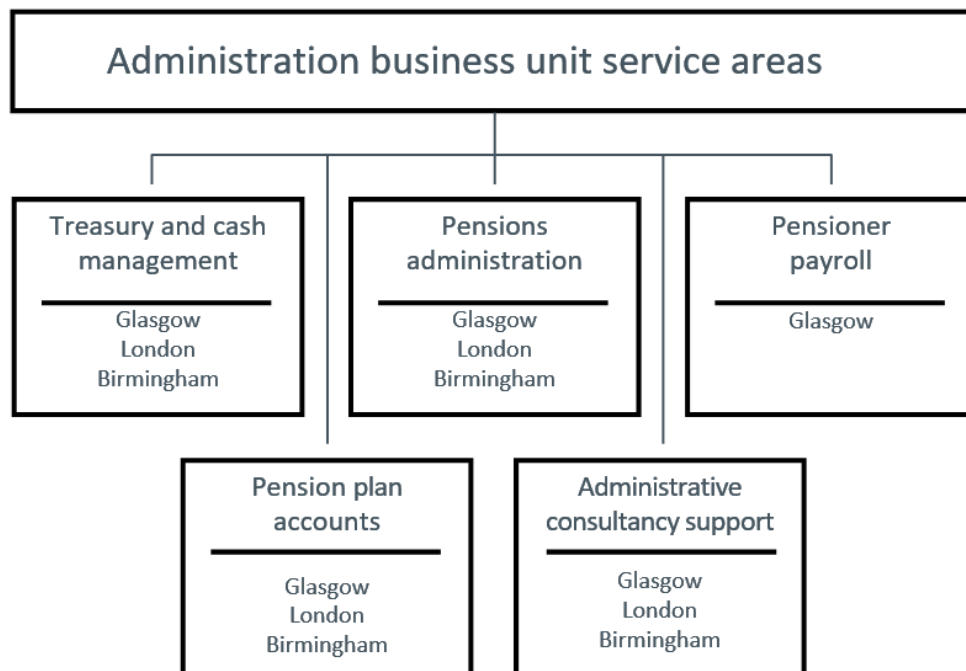 Administration business unit service areas
Treasury and cash
management
Glasgow
London
Birmingham
Pensions
administration
Glasgow
London
Birmingham
Pensioner
payroll
Glasgow
Pension plan
accounts
Glasgow
London
Birmingham
Administrative
consultancy support
Glasgow
London
Birmingham